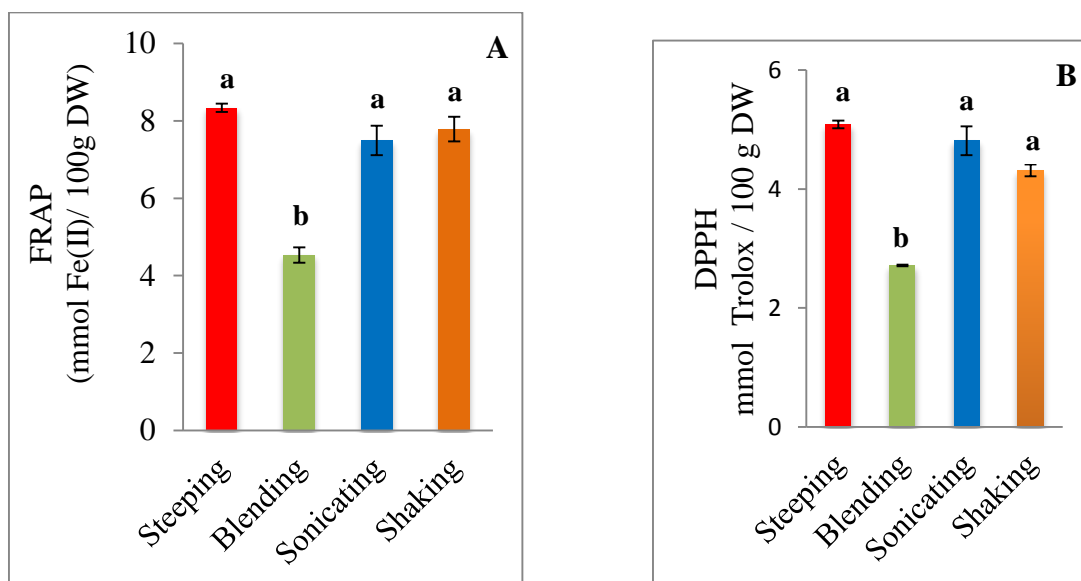 A
FRAP
(mmol Fe(II)/ 100g DW)
10
8
6
4
2
0
a
b
a
a
Steeping
Blending
Sonicating
Shaking
B
DPPH
mmol Trolox / 100 g DW
6
4
2
0
a
b
a
a
Steeping
Blending
Sonicating
Shaking